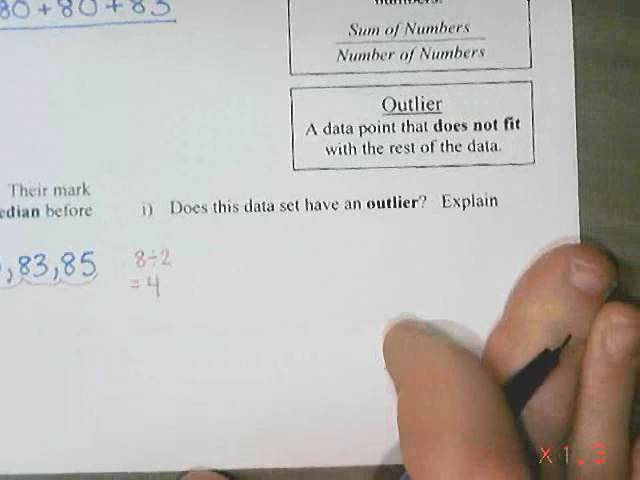 80 + 80 + 83
numbers.
Sum of Numbers
Number of Numbers
Outlier
A data point that does not fit
with the rest of the data.
Their mark
edian before
i) Does this data set have an outlier? Explain
, 83, 85
8÷2
= 4
x1.3